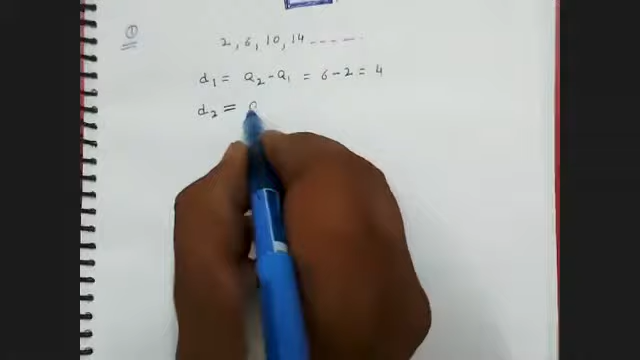 ①
2, 6, 10, 14 -----
d₁ = a₂ - a₁ = 6 - 2 = 4
d₂ = a